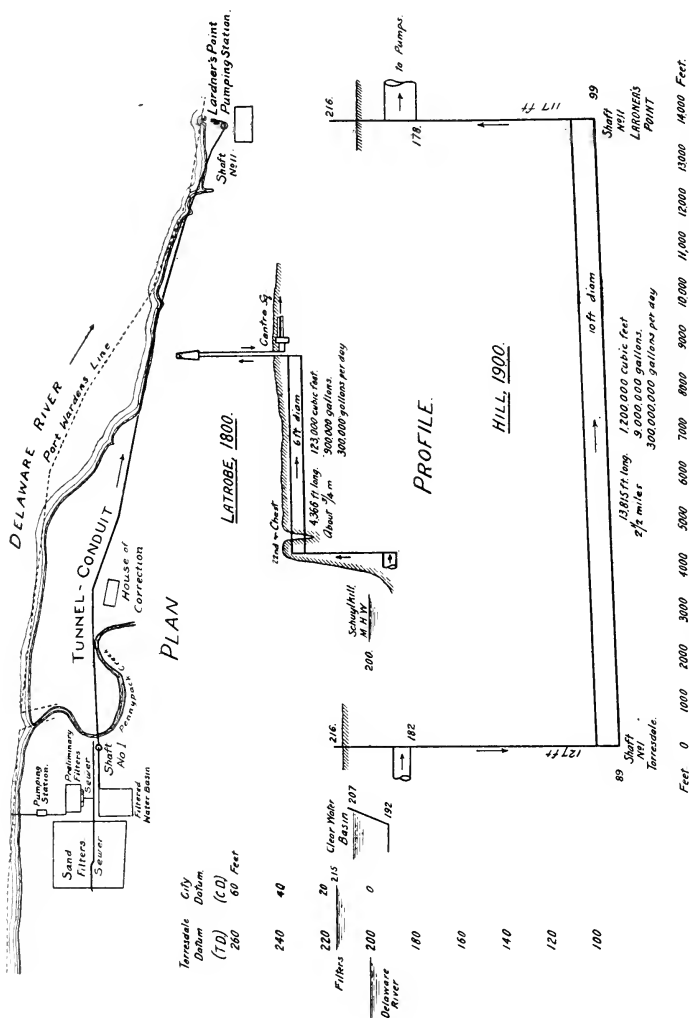 DELAWARE RIVER
Port Wardens Line
Lardner's Point
Pumping Station.
Shaft
No 11.
TUNNEL-CONDUIT
House of
Correction
PLAN
Pennypack
Shaft
No 1
Pumping
Station.
Preliminary
Filters
Sewer
Sand
Filters
Sewer
Filtered
Water Basin
LATROBE, 1800.
Centre Sq.
22nd & Chest.
6 ft diam
4366 ft long. 123,000 cubic feet.
About 3/4 m 900,000 gallons.
300,000 gallons per day
Schuylkill
M.H.W
200.
PROFILE.
HILL, 1900.
Torresdale
Datum
(T.D.)
City
Datum.
(C.D.)
260 60 Feet
240 40
220 20
200 0
180
160
140
120
100
Filters
215
Delaware
River
Clear Water
Basin
207
192
216.
182
127 ft
89
Shaft
No 1
Torresdale.
10 ft diam
13,815 ft. long. 1,200,000 cubic feet
2 1/2 miles 9,000,000 gallons.
300,000,000 gallons per day
216.
178.
to Pumps.
117 ft
99
Shaft
No 11
LARDNER'S
POINT
Feet 0 1000 2000 3000 4000 5000 6000 7000 8000 9000 10,000 11,000 12,000 13000 14000 Feet.